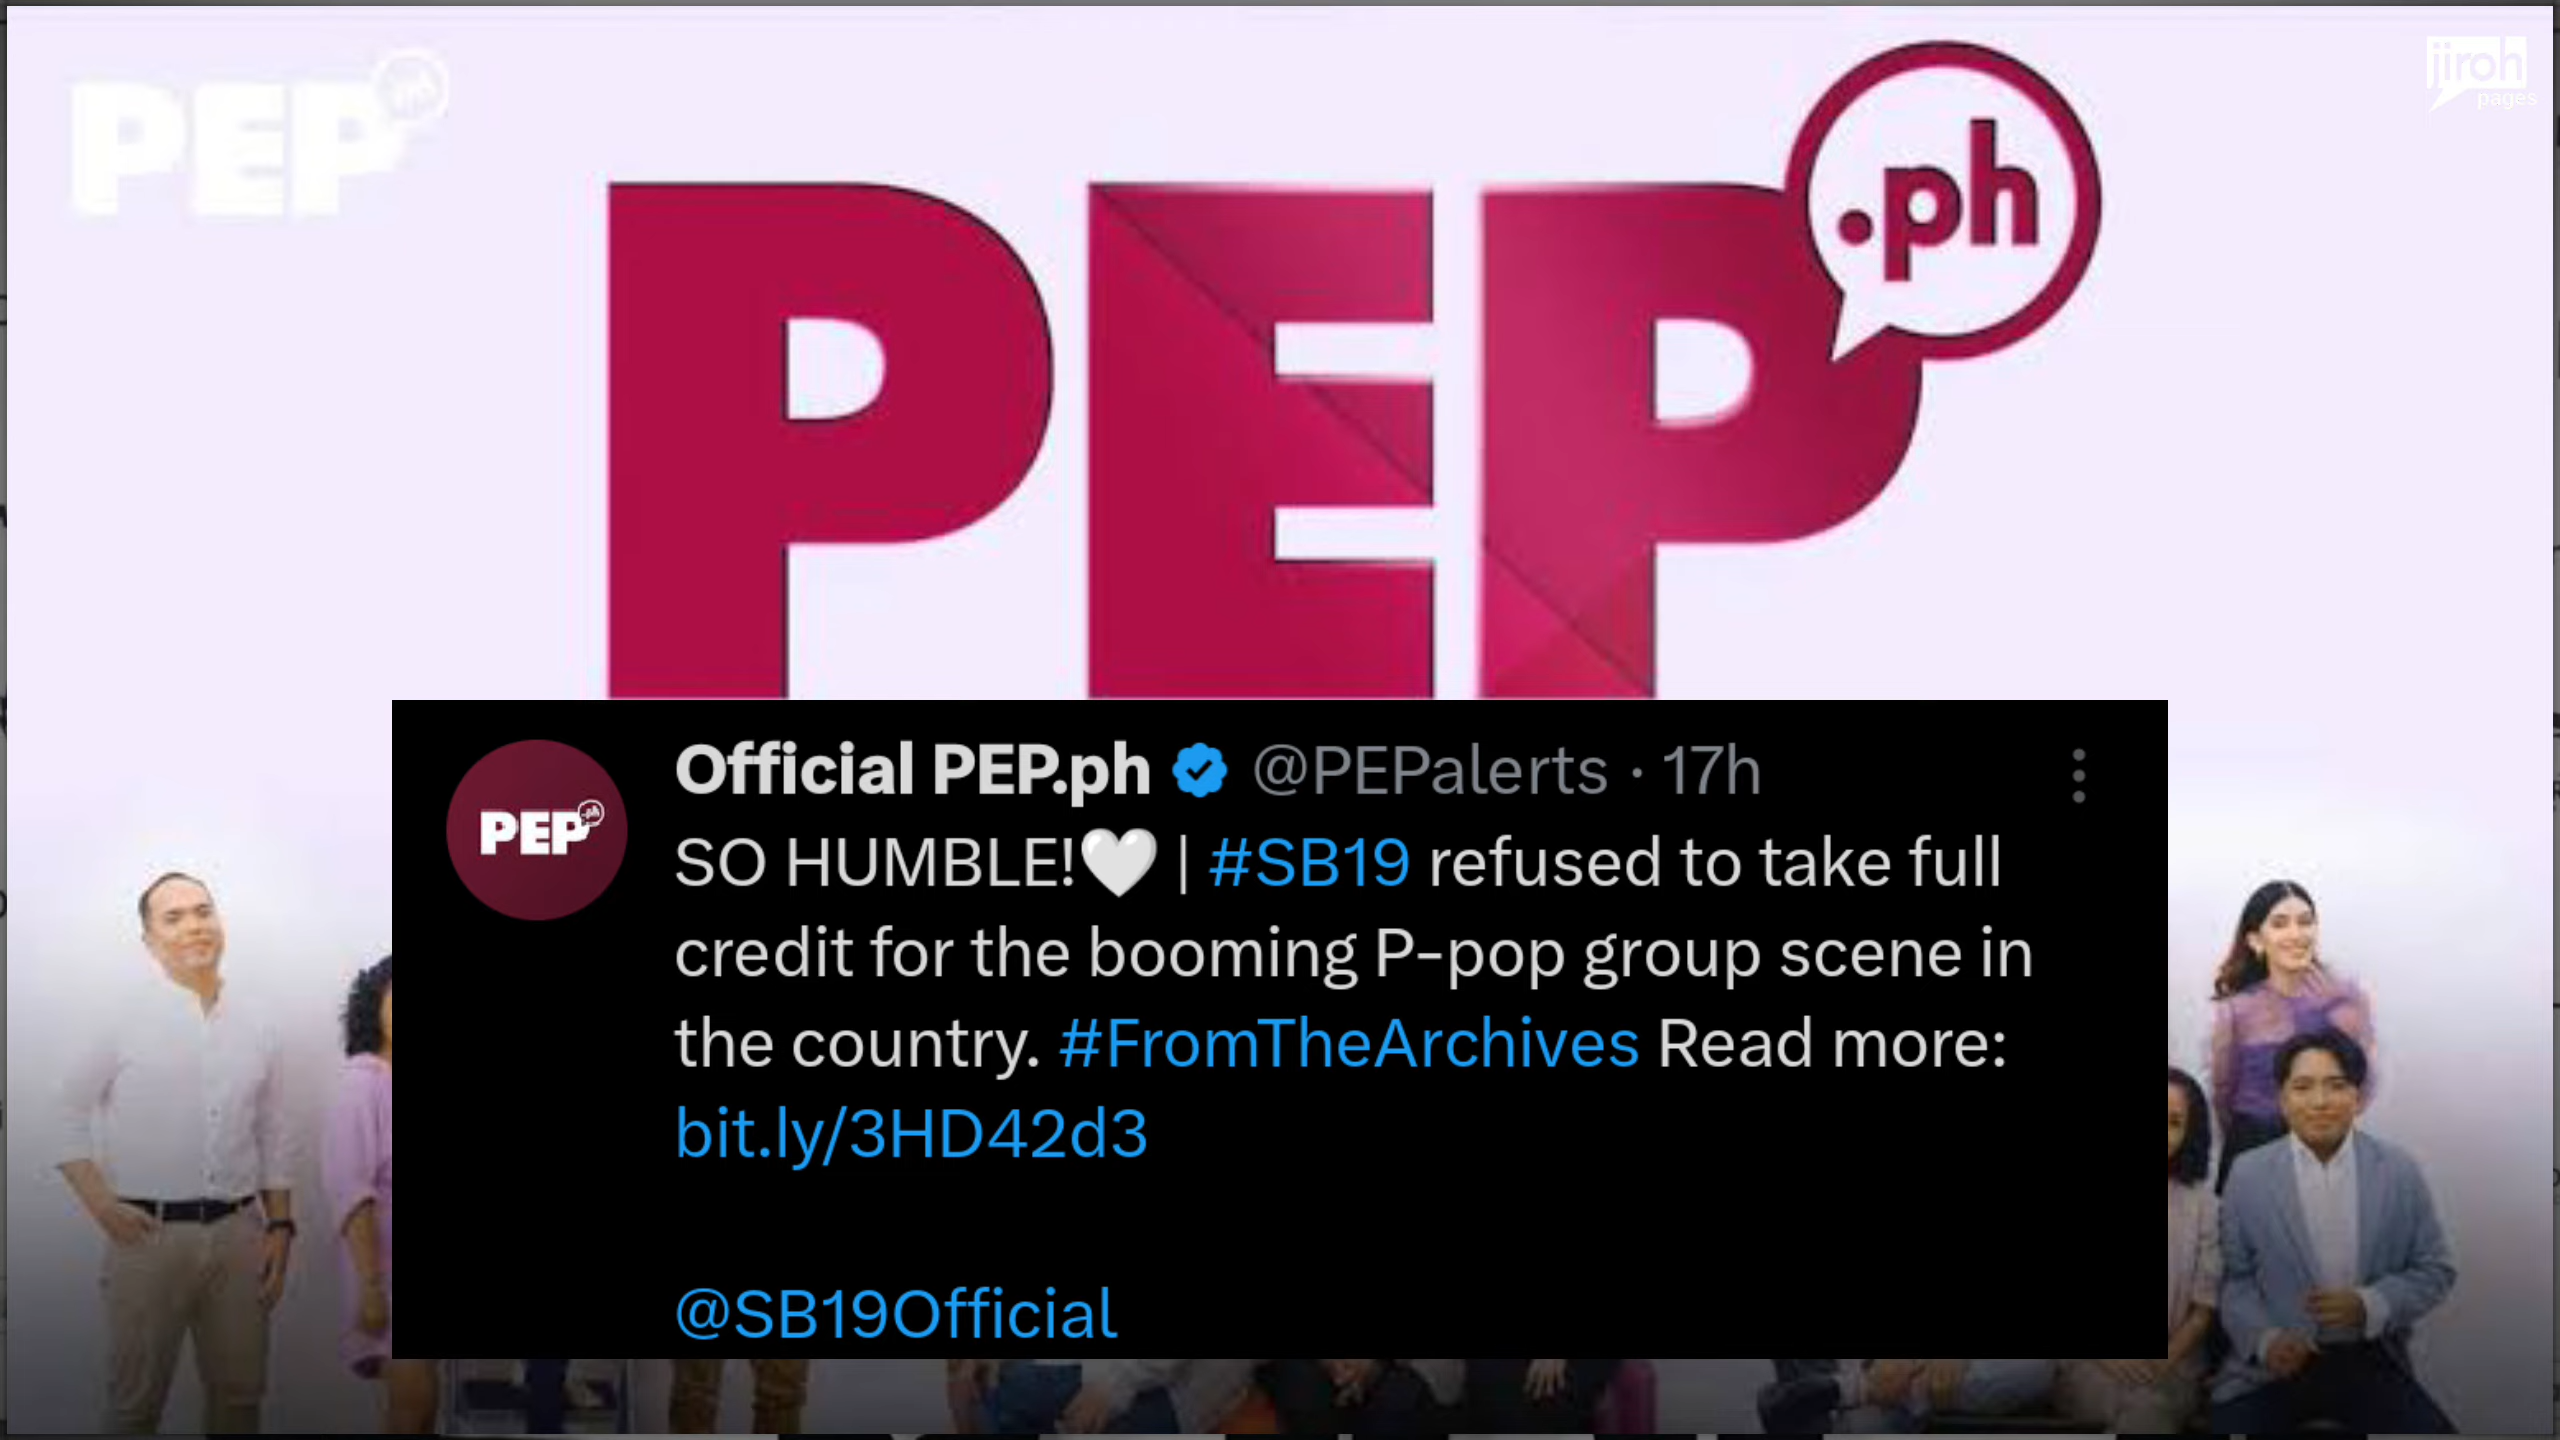 PEP
jiroh
pages
PEP.ph
PEP
Official PEP.ph @PEPalerts · 17h
SO HUMBLE!🤍 | #SB19 refused to take full
credit for the booming P-pop group scene in
the country. #FromTheArchives Read more:
bit.ly/3HD42d3
@SB19Official